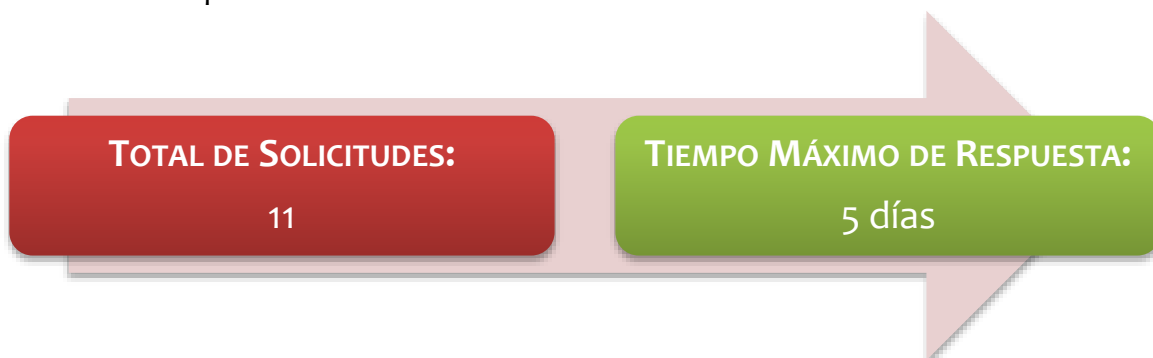 TOTAL DE SOLICITUDES:
11
TIEMPO MÁXIMO DE RESPUESTA:
5 días